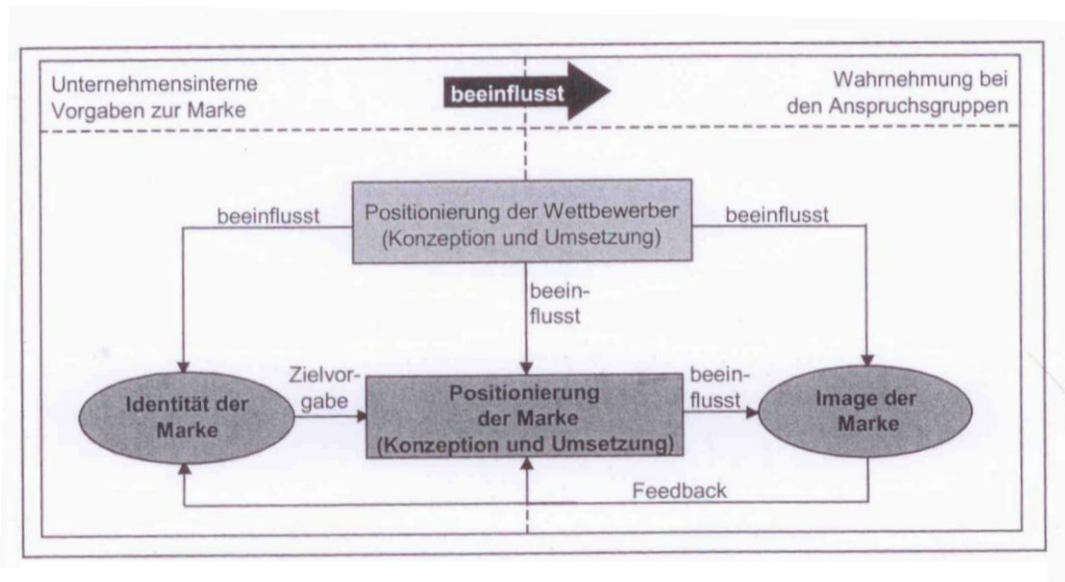 Unternehmensinterne
Vorgaben zur Marke
beeinflusst
Wahrnehmung bei
den Anspruchsgruppen
beeinflusst
Positionierung der Wettbewerber
(Konzeption und Umsetzung)
beeinflusst
beein-
flusst
Identität der
Marke
Zielvor-
gabe
Positionierung
der Marke
(Konzeption und Umsetzung)
beein-
flusst
Image der
Marke
Feedback